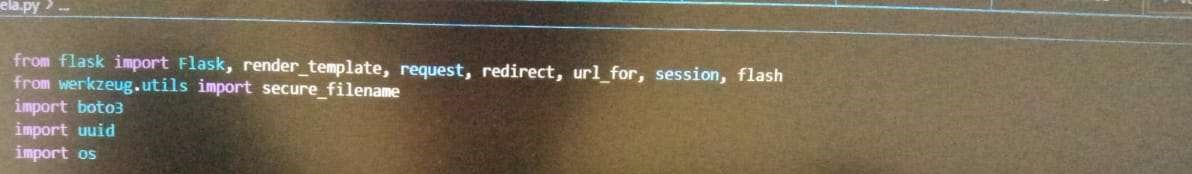 ela.py > ...
from flask import Flask, render_template, request, redirect, url_for, session, flash
from werkzeug.utils import secure_filename
import boto3
import uuid
import os